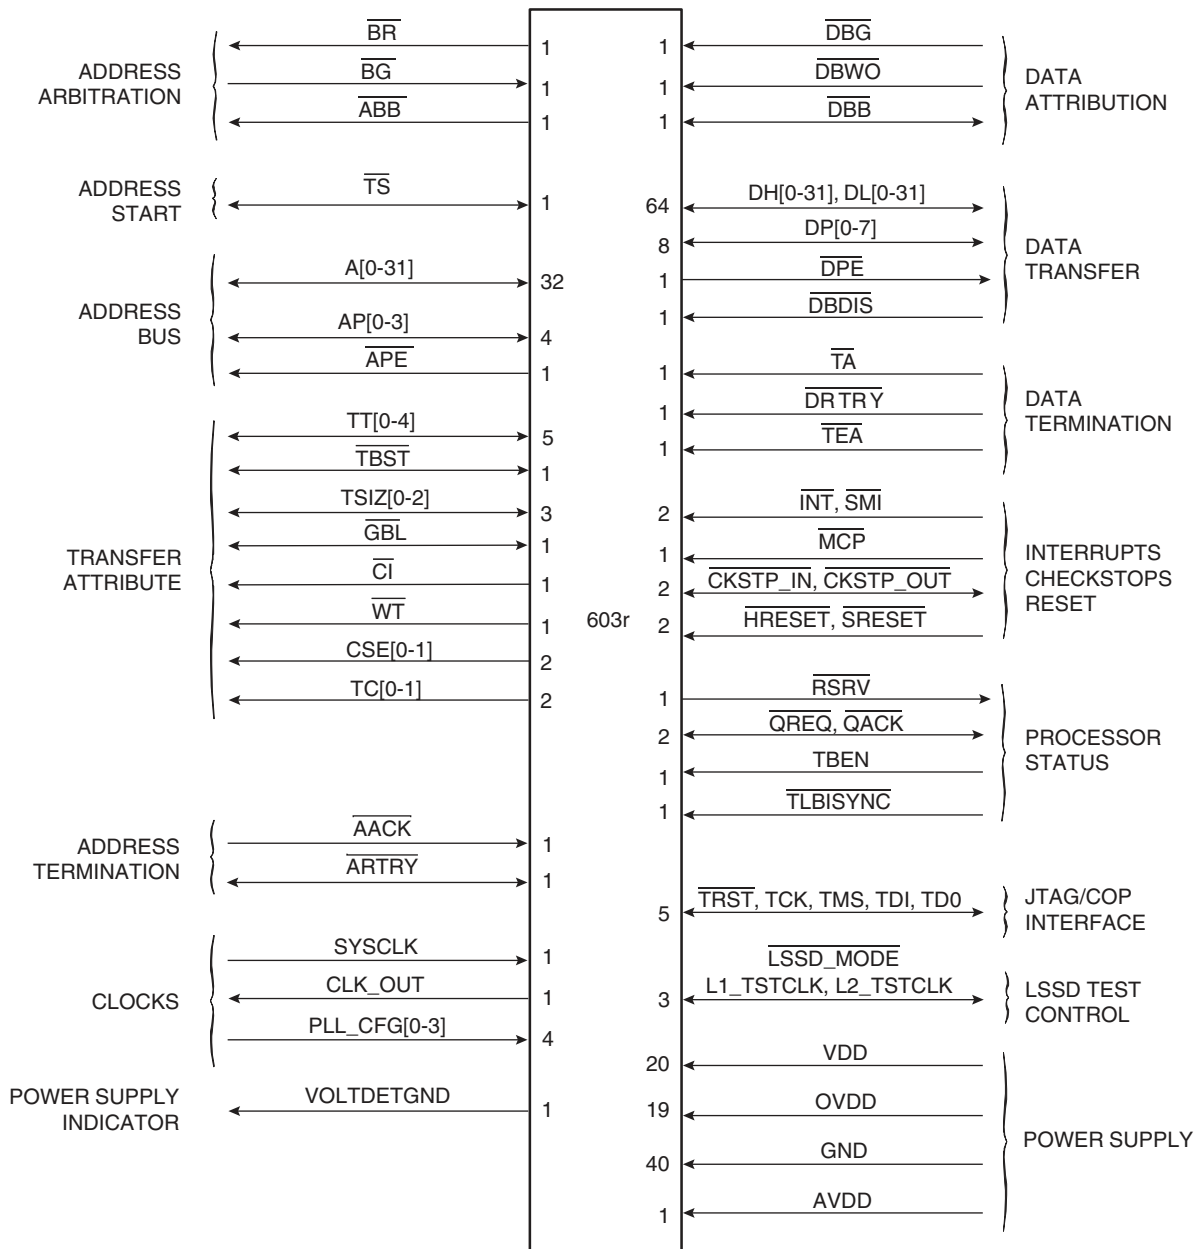 ADDRESS
ARBITRATION
BR
1
BG
1
ABB
1
ADDRESS
START
TS
1
ADDRESS
BUS
A[0-31]
32
AP[0-3]
4
APE
1
TRANSFER
ATTRIBUTE
TT[0-4]
5
TBST
1
TSIZ[0-2]
3
GBL
1
CI
1
WT
1
CSE[0-1]
2
TC[0-1]
2
ADDRESS
TERMINATION
AACK
1
ARTRY
1
CLOCKS
SYSCLK
1
CLK_OUT
1
PLL_CFG[0-3]
4
POWER SUPPLY
INDICATOR
VOLTDETGND
1
603r
1
DBG
1
DBWO
1
DBB
DATA
ATTRIBUTION
64
DH[0-31], DL[0-31]
8
DP[0-7]
1
DPE
1
DBDIS
DATA
TRANSFER
1
TA
1
DRTRY
1
TEA
DATA
TERMINATION
2
INT, SMI
1
MCP
2
CKSTP_IN, CKSTP_OUT
2
HRESET, SRESET
INTERRUPTS
CHECKSTOPS
RESET
1
RSRV
2
QREQ, QACK
1
TBEN
1
TLBISYNC
PROCESSOR
STATUS
5
TRST, TCK, TMS, TDI, TD0
JTAG/COP
INTERFACE
LSSD_MODE
3
L1_TSTCLK, L2_TSTCLK
LSSD TEST
CONTROL
20
VDD
19
OVDD
40
GND
1
AVDD
POWER SUPPLY